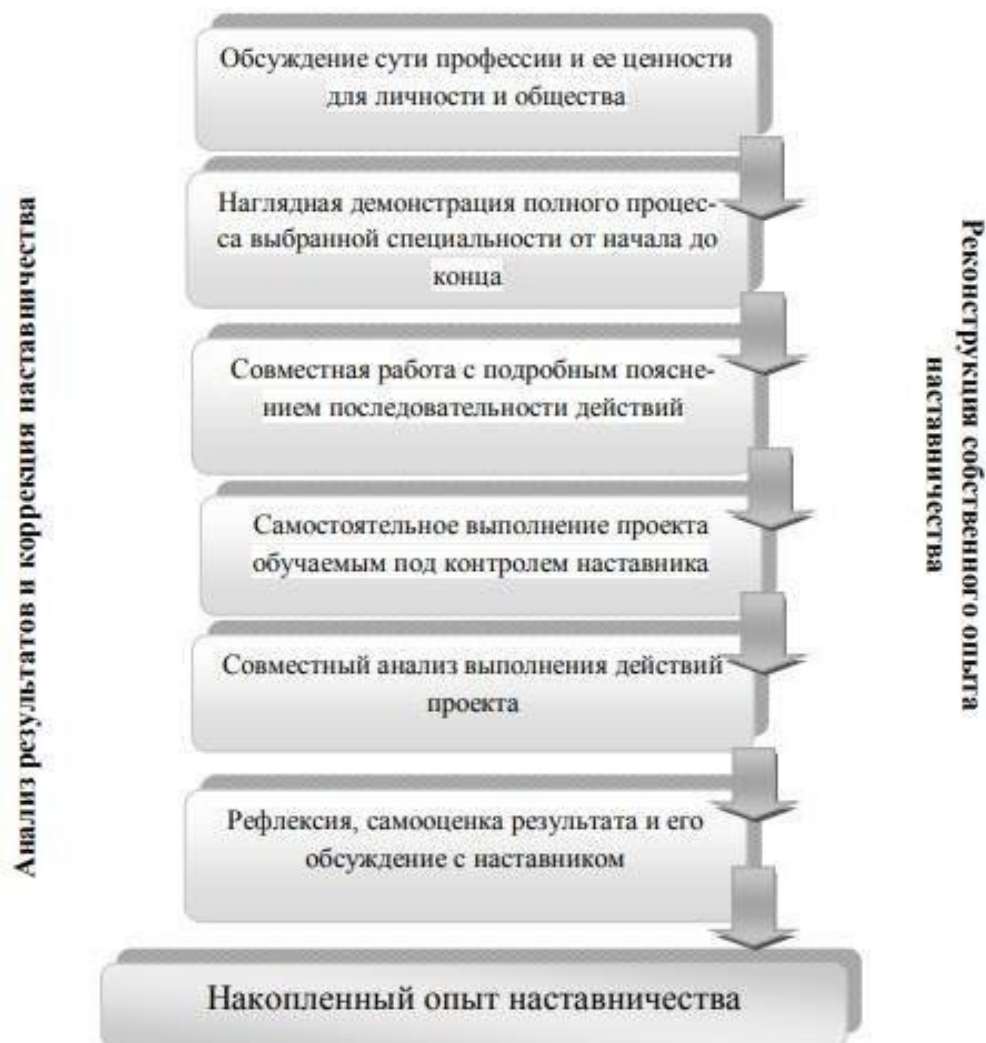 Обсуждение сути профессии и ее ценности
для личности и общества
Наглядная демонстрация полного процес-
са выбранной специальности от начала до
конца
Совместная работа с подробным поясне-
нием последовательности действий
Самостоятельное выполнение проекта
обучаемым под контролем наставника
Совместный анализ выполнения действий
проекта
Рефлексия, самооценка результата и его
обсуждение с наставником
Накопленный опыт наставничества
Анализ результатов и коррекция наставничества
Реконструкция собственного опыта
наставничества